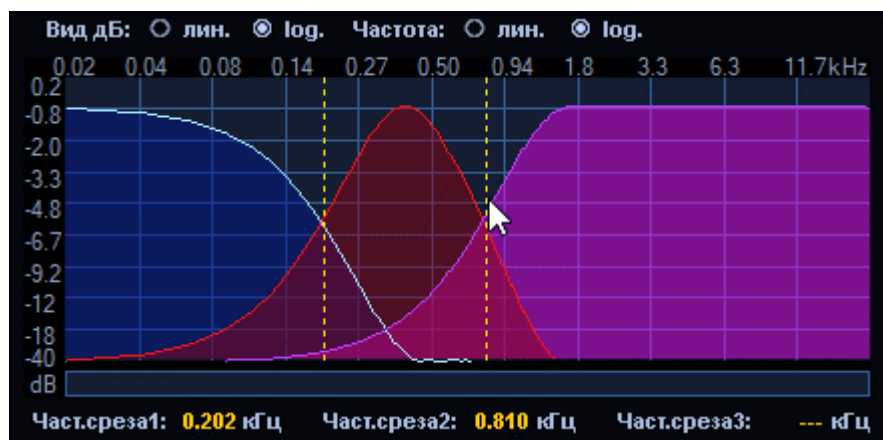 Вид дБ: лин. log. Частота: лин. log.
0.02 0.04 0.08 0.14 0.27 0.50 0.94 1.8 3.3 6.3 11.7kHz
0.2
-0.8
-2.0
-3.3
-4.8
-6.7
-9.2
-12
-18
-40
dB
Част.среза1: 0.202 кГц Част.среза2: 0.810 кГц Част.среза3: --- кГц